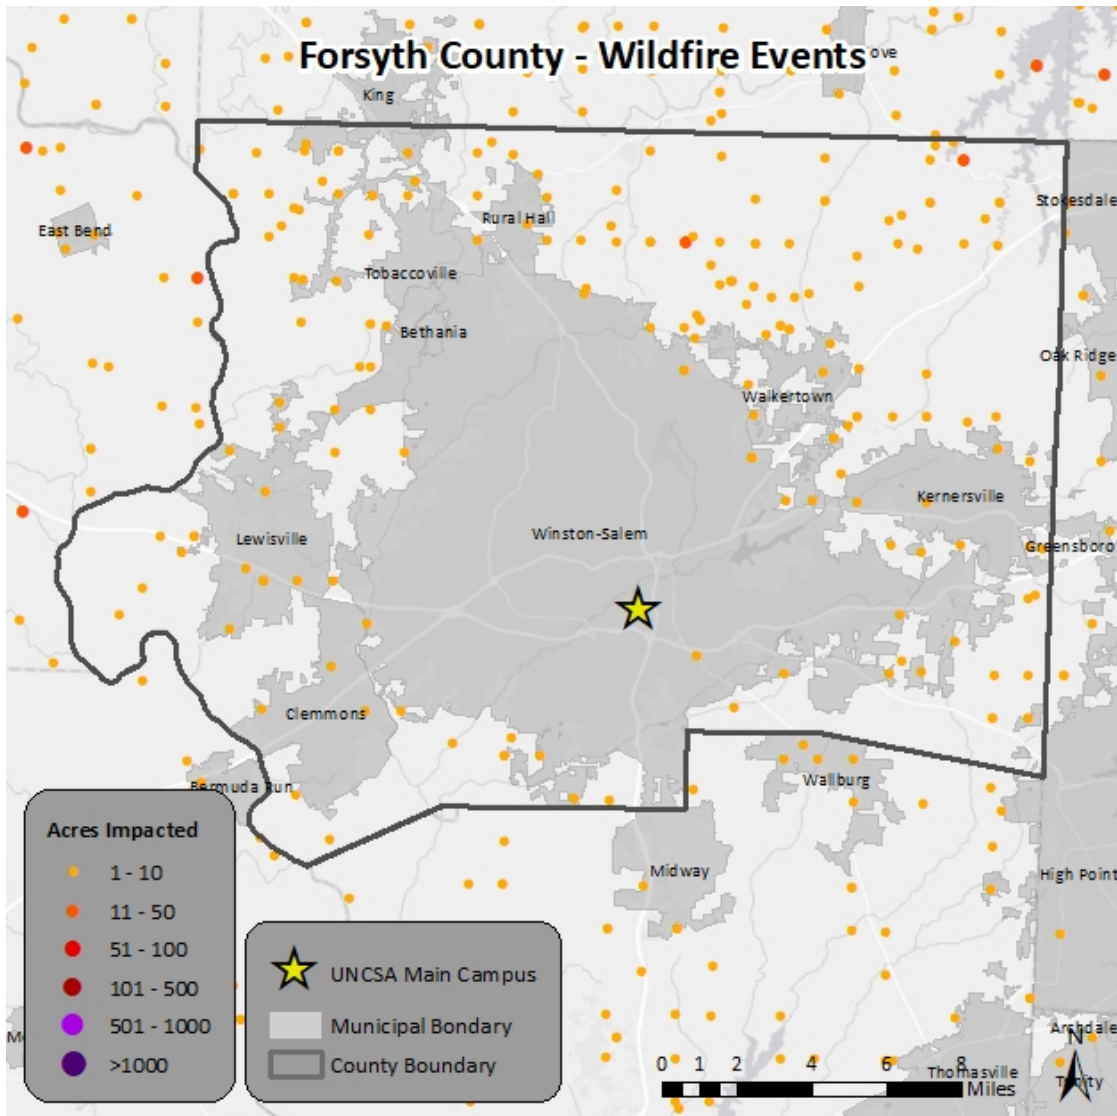 Forsyth County - Wildfire Events
ove
King
Stokesdale
East Bend
Rural Hall
Tobaccoville
Bethania
Oak Ridge
Walkertown
Kernersville
Lewisville
Winston-Salem
Greensboro
Clemmons
Bermuda Run
Wallburg
Midway
High Point
Archdale
Thomasville
Trinity
Acres Impacted
1 - 10
11 - 50
51 - 100
101 - 500
501 - 1000
>1000
UNCSA Main Campus
Municipal Bondary
County Boundary
0 1 2 4 6 8
Miles
N